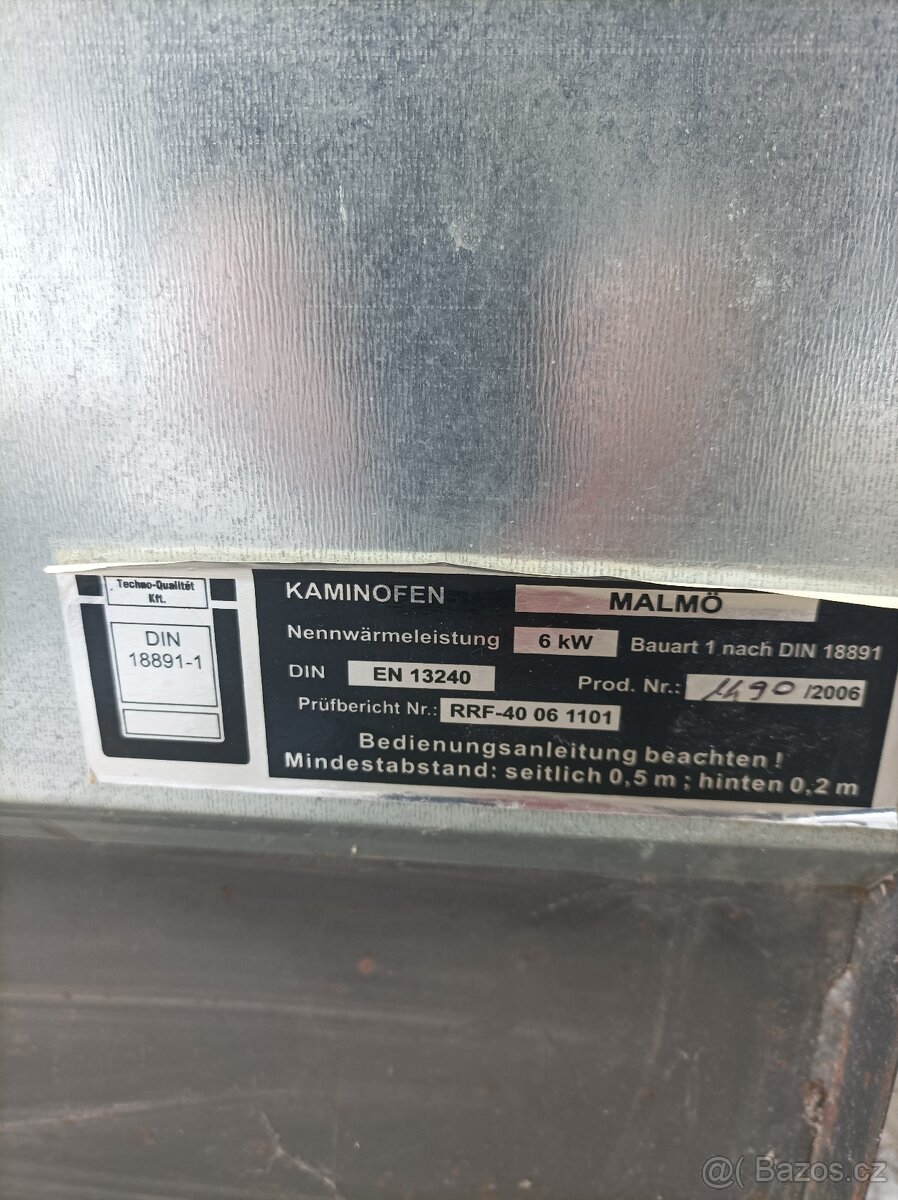 Techno-Qualität
Kft.
DIN
18891-1
KAMINOFEN MALMÖ
Nennwärmeleistung 6 kW Bauart 1 nach DIN 18891
DIN EN 13240 Prod. Nr.: 1490 /2006
Prüfbericht Nr.: RRF-40 06 1101
Bedienungsanleitung beachten !
Mindestabstand: seitlich 0,5 m ; hinten 0,2 m
@( Bazos.cz